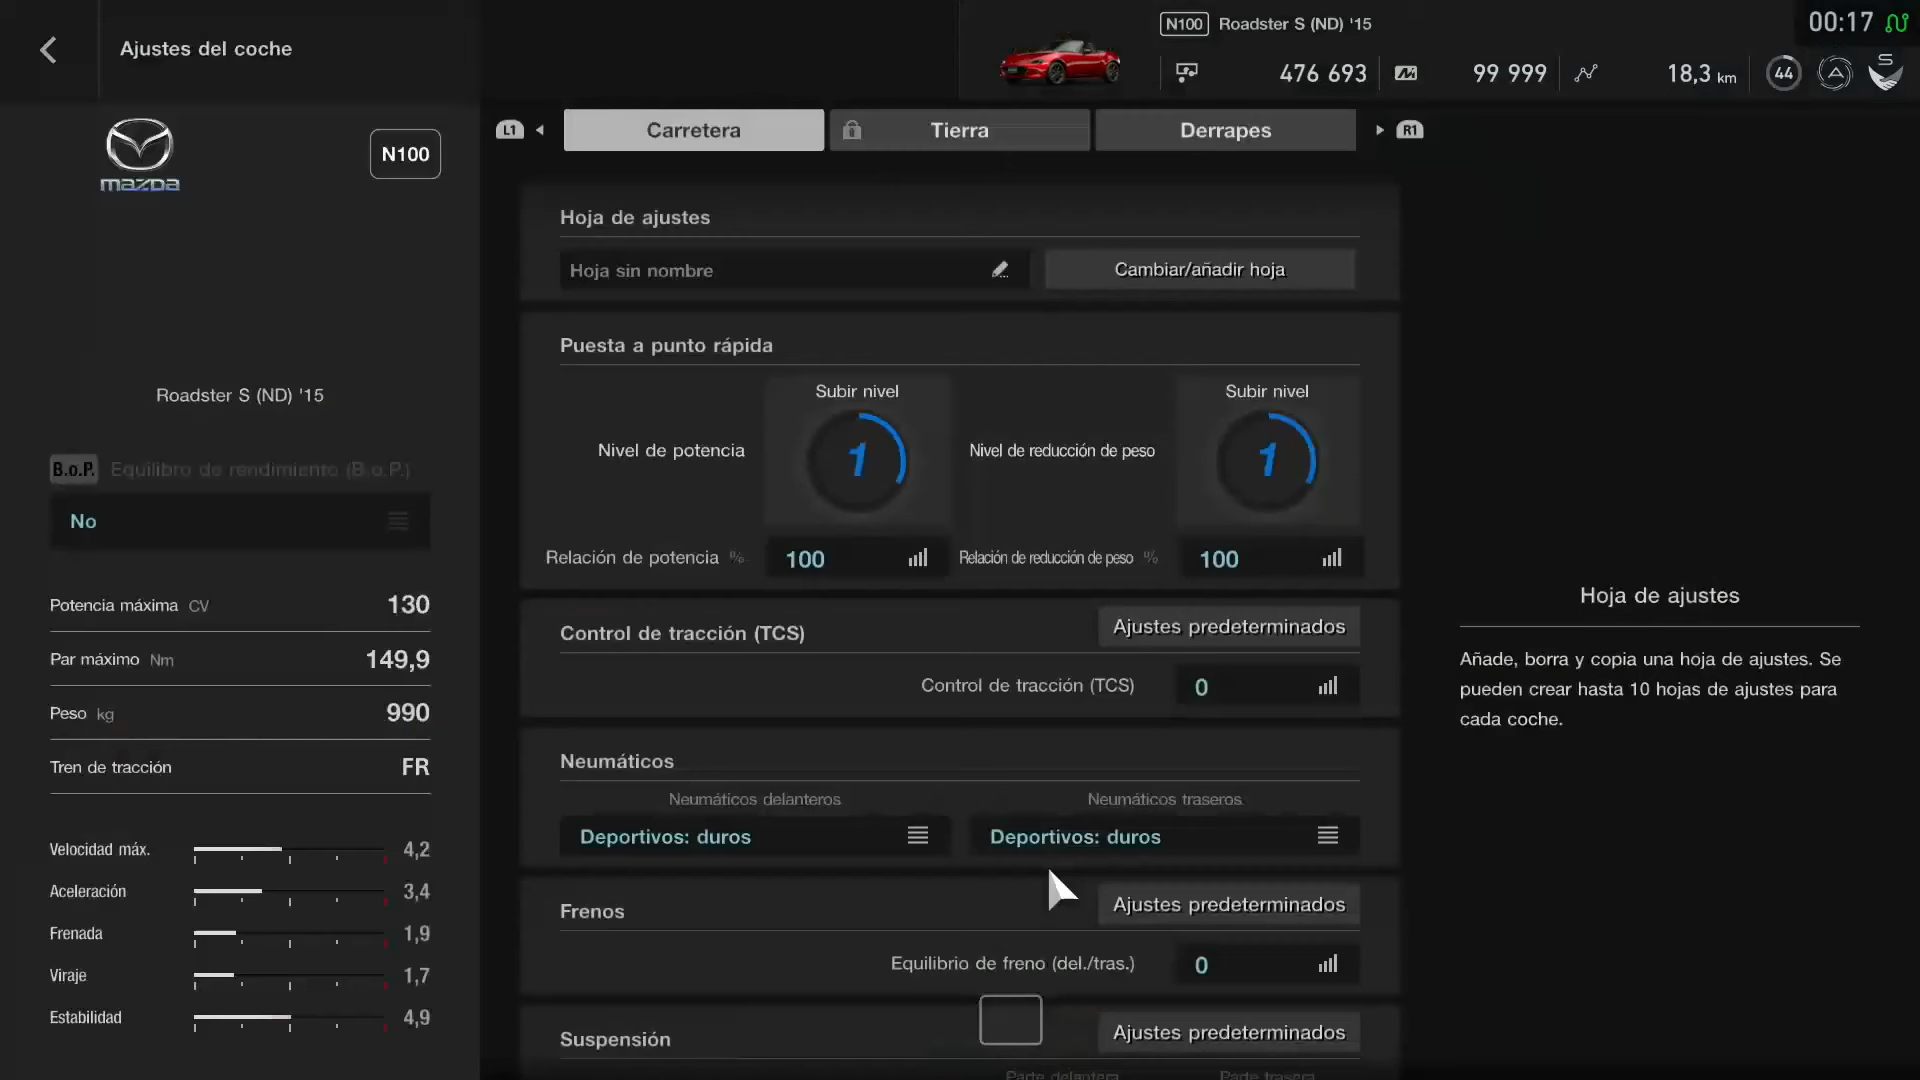 Ajustes del coche
N100 Roadster S (ND) '15
00:17
476 693
99 999
18,3 km
44
S
mazDa
N100
L1
Carretera
Tierra
Derrapes
R1
Hoja de ajustes
Hoja sin nombre
Cambiar/añadir hoja
Puesta a punto rápida
Subir nivel
Subir nivel
Nivel de potencia
1
Nivel de reducción de peso
1
Relación de potencia %
100
Relación de reducción de peso %
100
Control de tracción (TCS)
Ajustes predeterminados
Control de tracción (TCS)
0
Neumáticos
Neumáticos delanteros
Neumáticos traseros
Deportivos: duros
Deportivos: duros
Frenos
Ajustes predeterminados
Equilibrio de freno (del./tras.)
0
Suspensión
Ajustes predeterminados
Parte delantera
Parte trasera
Roadster S (ND) '15
B.o.P. Equilibro de rendimiento (B.o.P.)
No
Potencia máxima CV 130
Par máximo Nm 149,9
Peso kg 990
Tren de tracción FR
Velocidad máx. 4,2
Aceleración 3,4
Frenada 1,9
Viraje 1,7
Estabilidad 4,9
Hoja de ajustes
Añade, borra y copia una hoja de ajustes. Se
pueden crear hasta 10 hojas de ajustes para
cada coche.